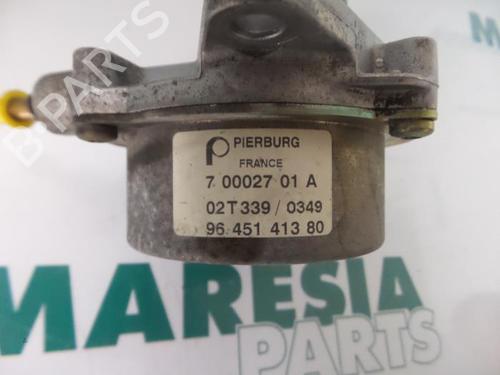 B-PARTS
PIERBURG
FRANCE
7 00027 01 A
02T339 / 0349
96 451 413 80
MARESIA
PARTS